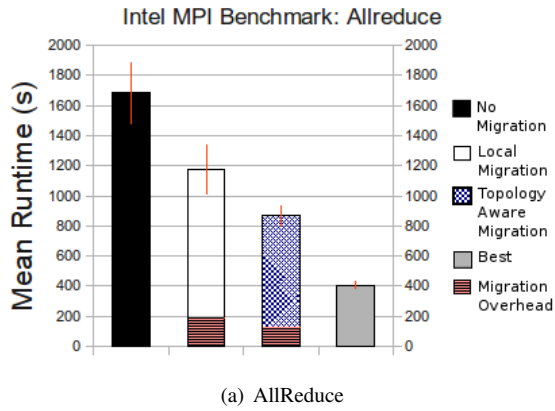 Intel MPI Benchmark: Allreduce
Mean Runtime (s)
2000
1800
1600
1400
1200
1000
800
600
400
200
0
2000
1800
1600
1400
1200
1000
800
600
400
200
0
No
Migration
Local
Migration
Topology
Aware
Migration
Best
Migration
Overhead
(a) AllReduce